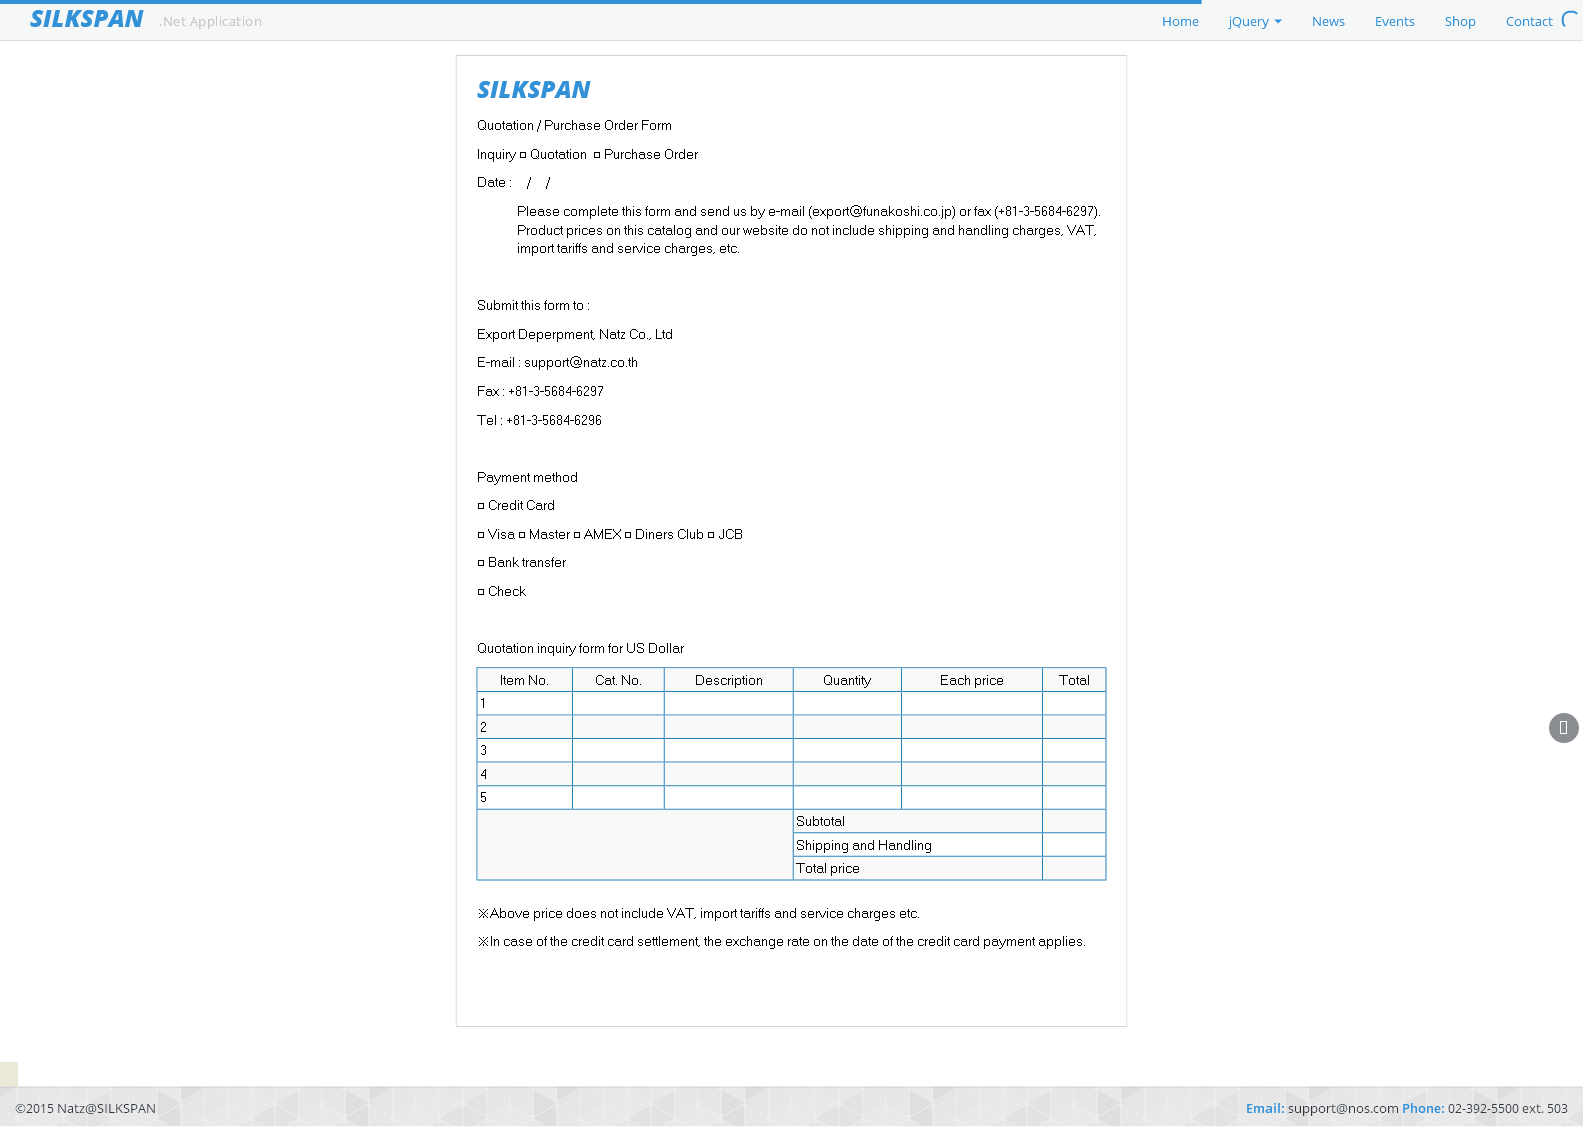 SILKSPAN .Net Application Home jQuery News Events Shop Contact
SILKSPAN
Quotation / Purchase Order Form
Inquiry □ Quotation □ Purchase Order
Date : / /
Please complete this form and send us by e-mail (export@funakoshi.co.jp) or fax (+81-3-5684-6297).
Product prices on this catalog and our website do not include shipping and handling charges, VAT,
import tariffs and service charges, etc.
Submit this form to :
Export Deperpment, Natz Co., Ltd
E-mail : support@natz.co.th
Fax : +81-3-5684-6297
Tel : +81-3-5684-6296
Payment method
□ Credit Card
□ Visa □ Master □ AMEX □ Diners Club □ JCB
□ Bank transfer
□ Check
Quotation inquiry form for US Dollar
Item No. Cat. No. Description Quantity Each price Total
1
2
3
4
5
Subtotal
Shipping and Handling
Total price
※Above price does not include VAT, import tariffs and service charges etc.
※In case of the credit card settlement, the exchange rate on the date of the credit card payment applies.
©2015 Natz@SILKSPAN Email: support@nos.com Phone: 02-392-5500 ext. 503